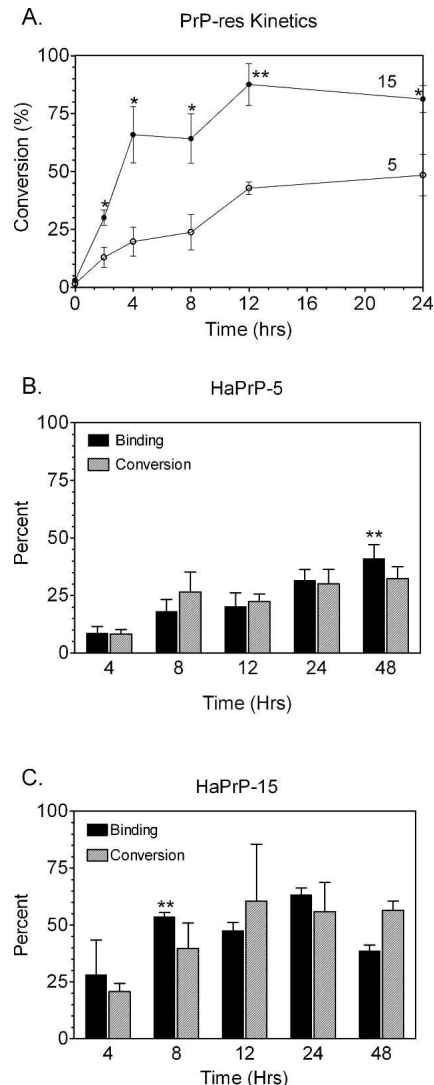 A.
PrP-res Kinetics
100
75
50
25
0
Conversion (%)
* * * ** 15 *
5
0 4 8 12 16 20 24
Time (hrs)
B.
HaPrP-5
100
75
50
25
0
Percent
Binding
Conversion
**
4 8 12 24 48
Time (Hrs)
C.
HaPrP-15
100
75
50
25
0
Percent
Binding
Conversion
**
4 8 12 24 48
Time (Hrs)